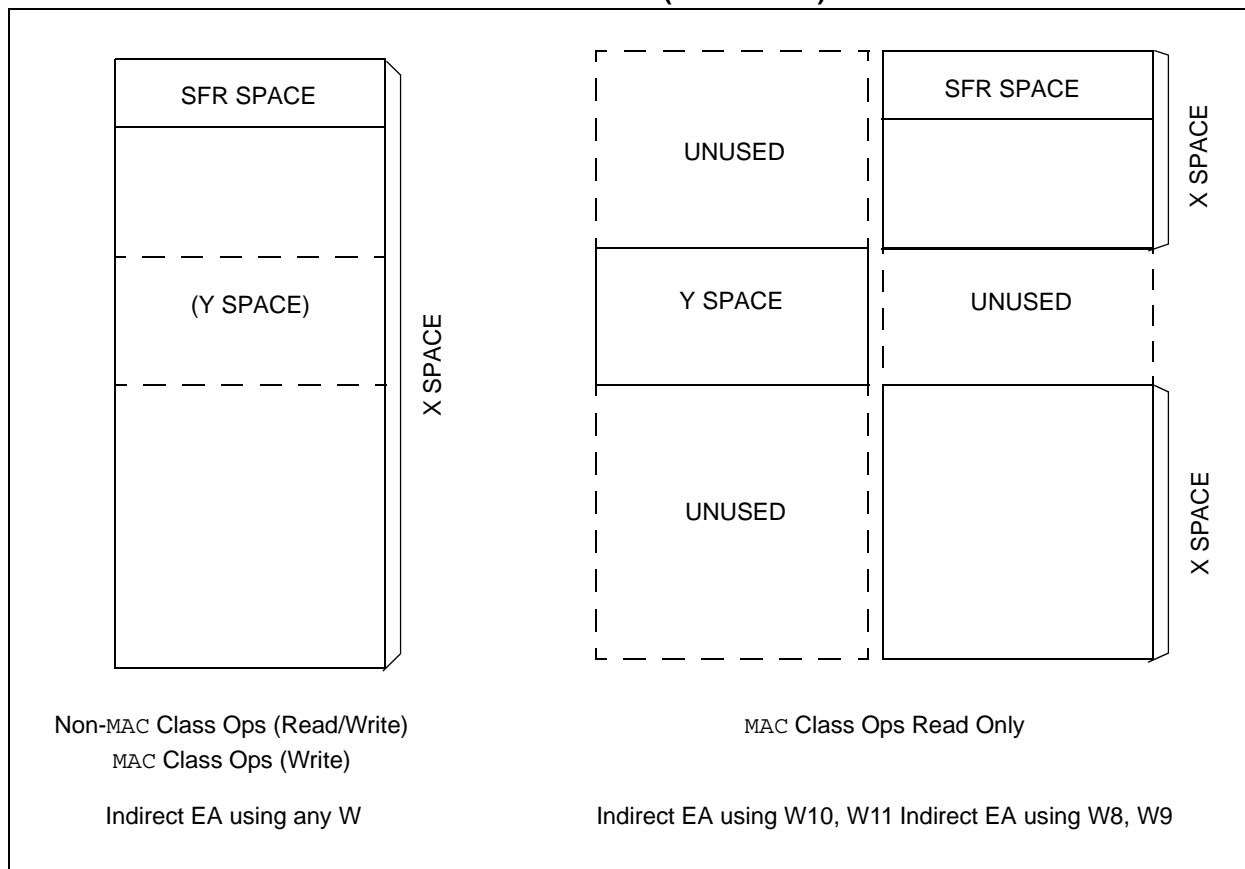 SFR SPACE
(Y SPACE)
X SPACE
Non-MAC Class Ops (Read/Write)
MAC Class Ops (Write)
Indirect EA using any W
UNUSED
Y SPACE
UNUSED
SFR SPACE
UNUSED
X SPACE
X SPACE
MAC Class Ops Read Only
Indirect EA using W10, W11 Indirect EA using W8, W9